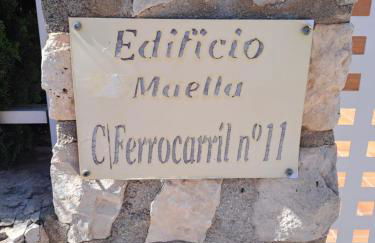 Edificio
Maella
C\Ferrocarril nº11